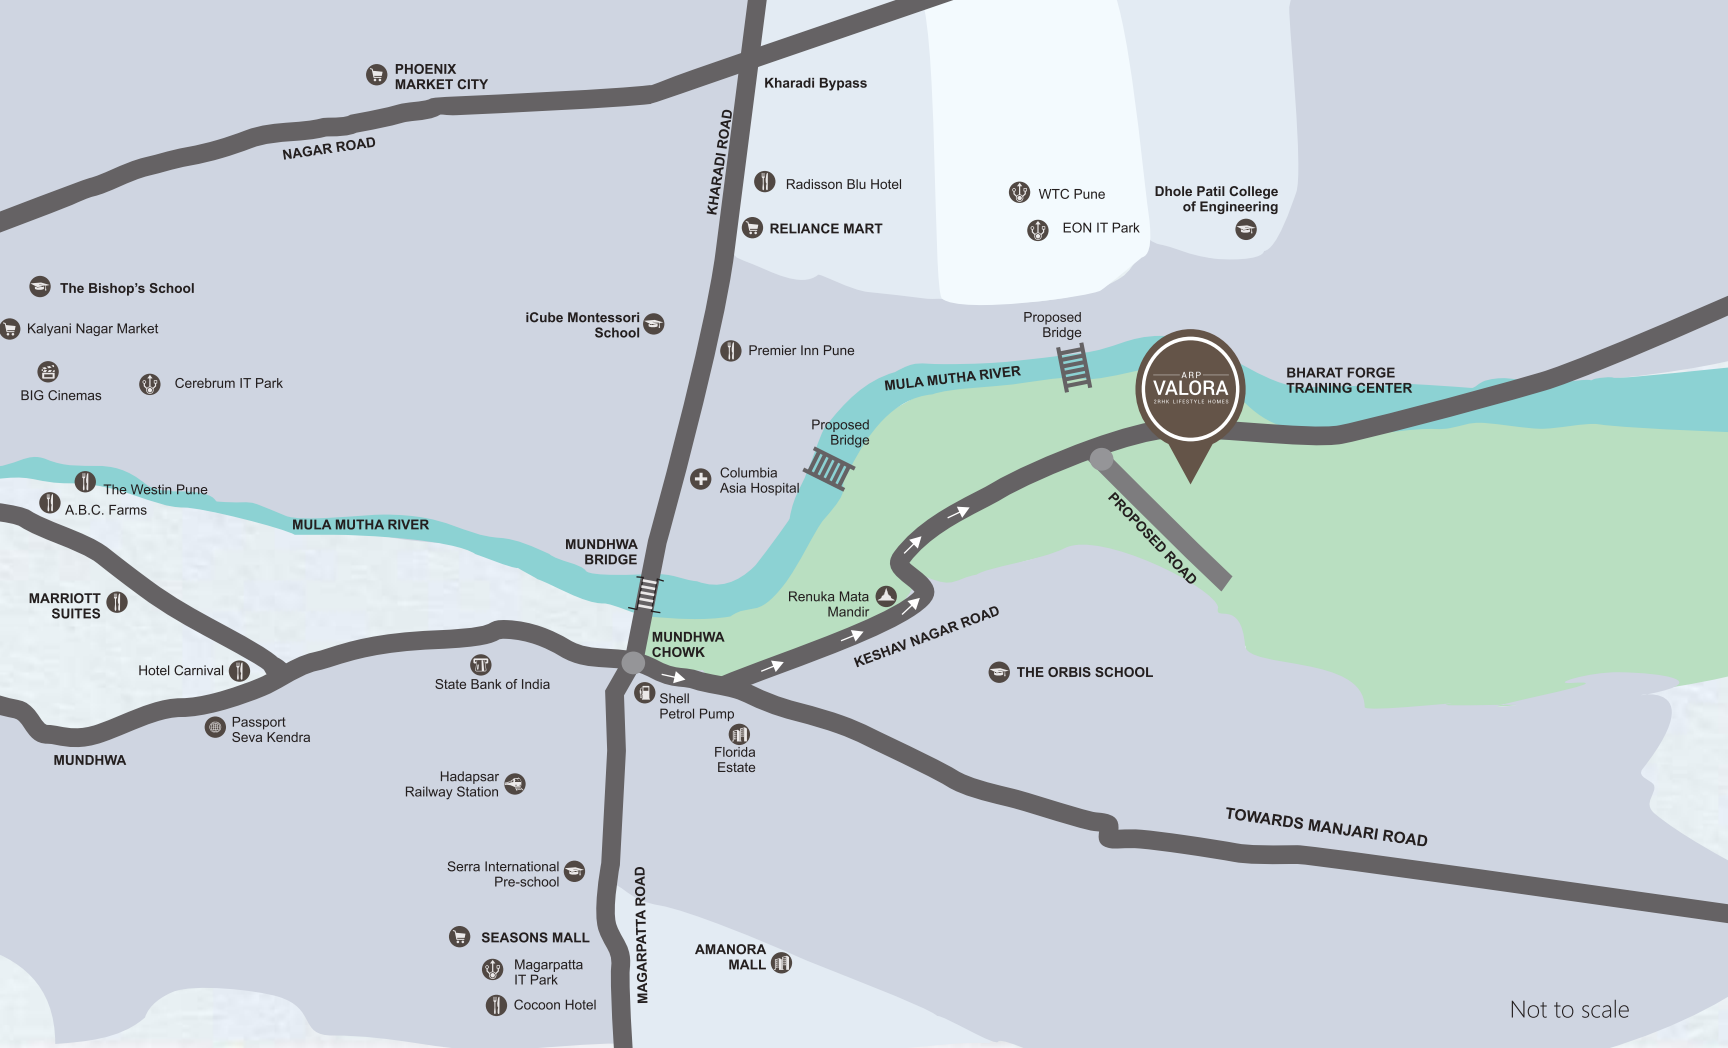 PHOENIX
MARKET CITY
Kharadi Bypass
NAGAR ROAD
KHARADI ROAD
Radisson Blu Hotel
RELIANCE MART
WTC Pune
EON IT Park
Dhole Patil College
of Engineering
The Bishop's School
Kalyani Nagar Market
BIG Cinemas
Cerebrum IT Park
iCube Montessori
School
Premier Inn Pune
Proposed
Bridge
MULA MUTHA RIVER
ARP
VALORA
2BHK LIFESTYLE HOMES
BHARAT FORGE
TRAINING CENTER
Proposed
Bridge
Columbia
Asia Hospital
The Westin Pune
A.B.C. Farms
MULA MUTHA RIVER
MUNDHWA
BRIDGE
PROPOSED ROAD
MARRIOTT
SUITES
Renuka Mata
Mandir
KESHAV NAGAR ROAD
MUNDHWA
CHOWK
Hotel Carnival
State Bank of India
THE ORBIS SCHOOL
Shell
Petrol Pump
Passport
Seva Kendra
MUNDHWA
Florida
Estate
Hadapsar
Railway Station
TOWARDS MANJARI ROAD
Serra International
Pre-school
MAGARPATTA ROAD
SEASONS MALL
Magarpatta
IT Park
Cocoon Hotel
AMANORA
MALL
Not to scale